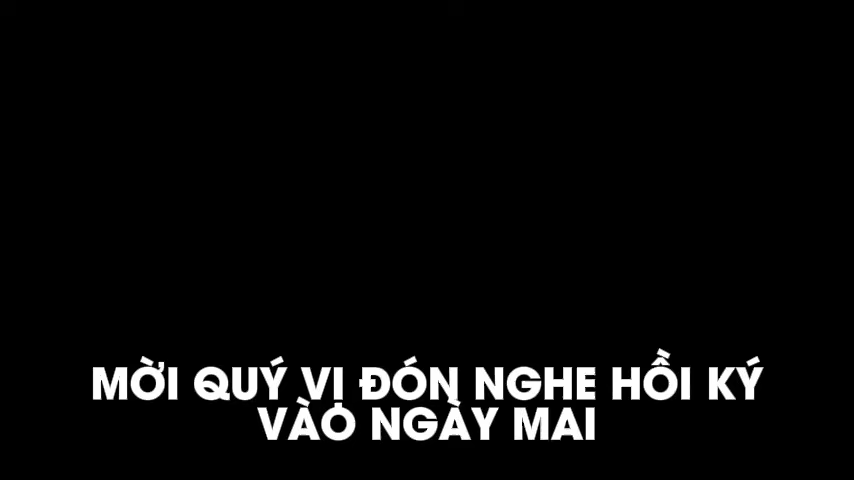 MỜI QUÝ VỊ ĐÓN NGHE HỒI KÝ
VÀO NGÀY MAI